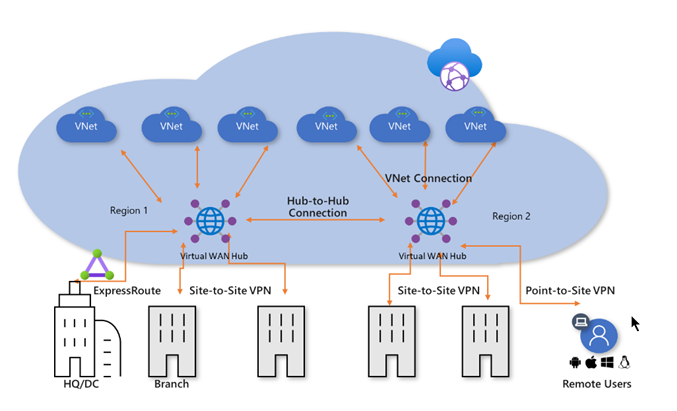 VNet
VNet
VNet
VNet
VNet
VNet
VNet Connection
Hub-to-Hub
Connection
Region 1
Region 2
Virtual WAN Hub
Virtual WAN Hub
ExpressRoute
Site-to-Site VPN
Site-to-Site VPN
Point-to-Site VPN
HQ/DC
Branch
Remote Users